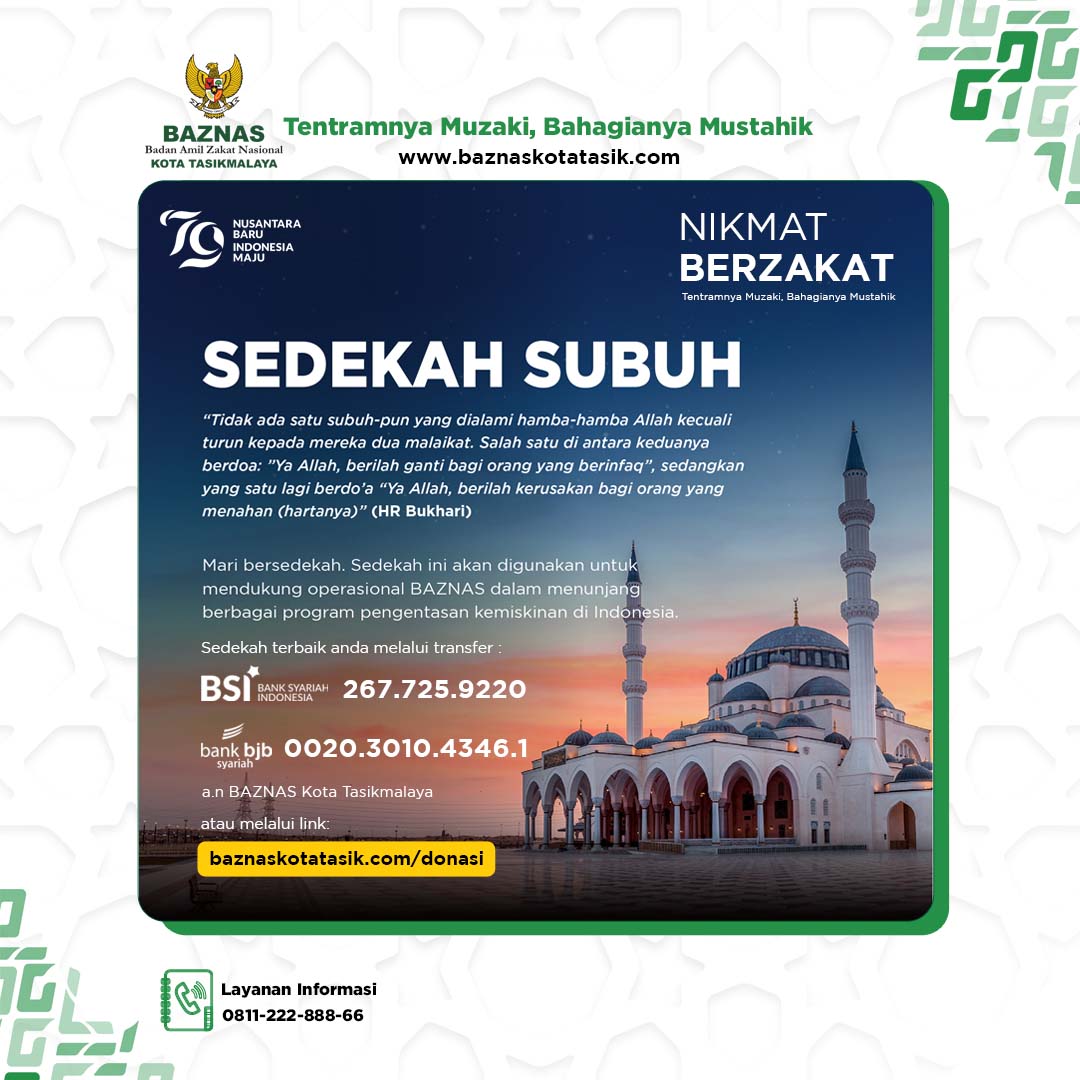 BAZNAS
Badan Amil Zakat Nasional
KOTA TASIKMALAYA
Tentramnya Muzaki, Bahagianya Mustahik
www.baznaskotatasik.com
79
NUSANTARA
BARU
INDONESIA
MAJU
NIKMAT
BERZAKAT
Tentramnya Muzaki, Bahagianya Mustahik
SEDEKAH SUBUH
“Tidak ada satu subuh-pun yang dialami hamba-hamba Allah kecuali
turun kepada mereka dua malaikat. Salah satu di antara keduanya
berdoa: ”Ya Allah, berilah ganti bagi orang yang berinfaq”, sedangkan
yang satu lagi berdo’a “Ya Allah, berilah kerusakan bagi orang yang
menahan (hartanya)” (HR Bukhari)
Mari bersedekah. Sedekah ini akan digunakan untuk
mendukung operasional BAZNAS dalam menunjang
berbagai program pengentasan kemiskinan di Indonesia.
Sedekah terbaik anda melalui transfer :
BSI BANK SYARIAH
INDONESIA
267.725.9220
bank bjb
syariah
0020.3010.4346.1
a.n BAZNAS Kota Tasikmalaya
atau melalui link:
baznaskotatasik.com/donasi
Layanan Informasi
0811-222-888-66